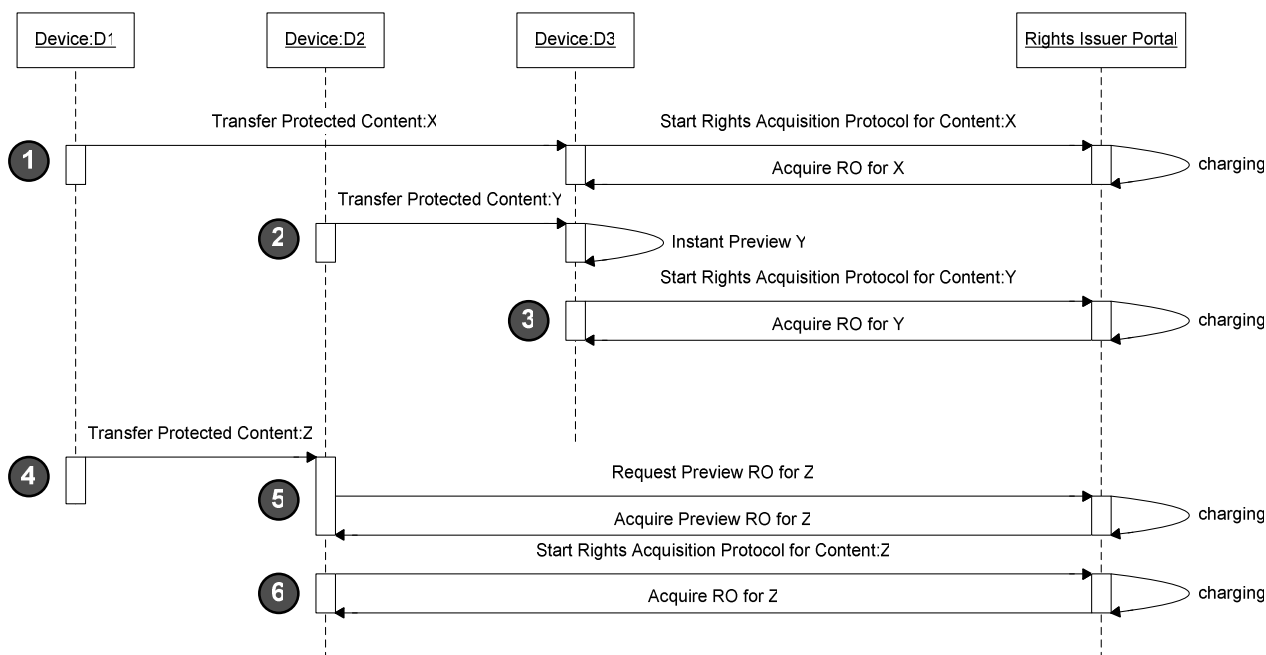 Device:D1
Device:D2
Device:D3
Rights Issuer Portal
Transfer Protected Content:X
Start Rights Acquisition Protocol for Content:X
1
Acquire RO for X
charging
Transfer Protected Content:Y
2
Instant Preview Y
Start Rights Acquisition Protocol for Content:Y
3
Acquire RO for Y
charging
Transfer Protected Content:Z
4
Request Preview RO for Z
5
Acquire Preview RO for Z
charging
Start Rights Acquisition Protocol for Content:Z
6
Acquire RO for Z
charging